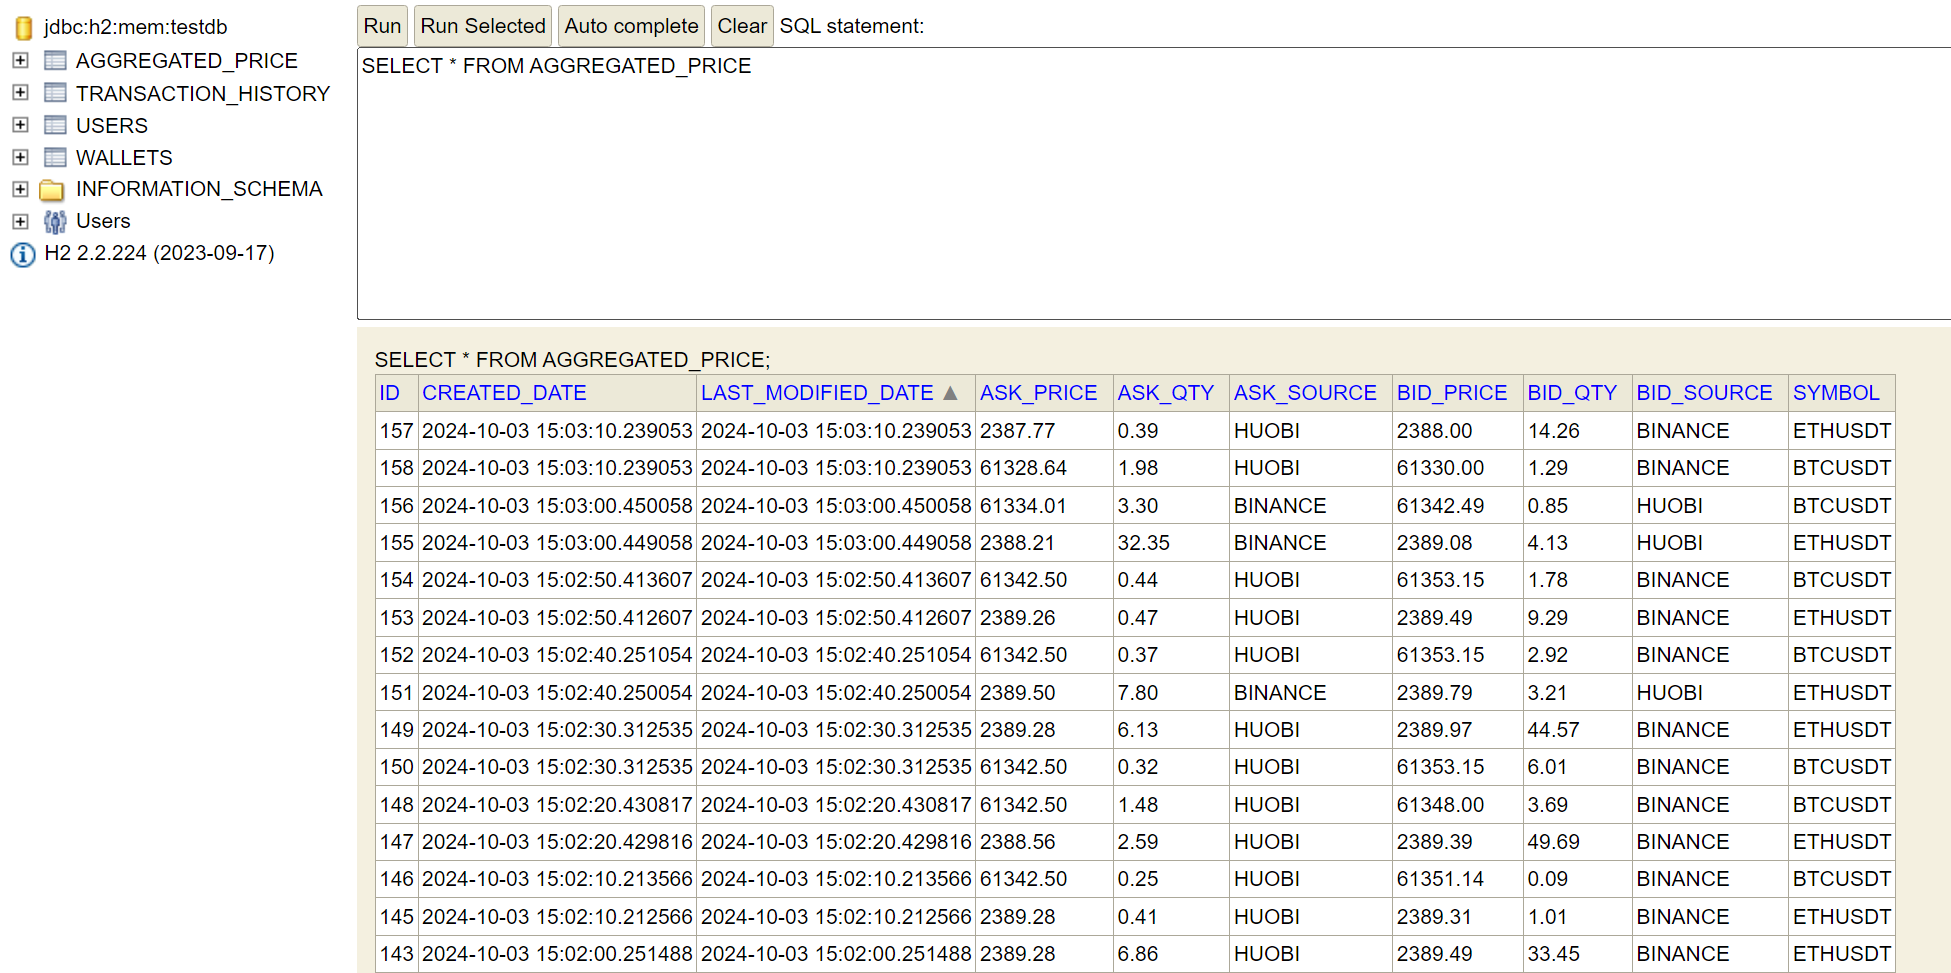 jdbc:h2:mem:testdb
AGGREGATED_PRICE
TRANSACTION_HISTORY
USERS
WALLETS
INFORMATION_SCHEMA
Users
H2 2.2.224 (2023-09-17)
Run Run Selected Auto complete Clear SQL statement:
SELECT * FROM AGGREGATED_PRICE
SELECT * FROM AGGREGATED_PRICE;
ID CREATED_DATE LAST_MODIFIED_DATE ▲ ASK_PRICE ASK_QTY ASK_SOURCE BID_PRICE BID_QTY BID_SOURCE SYMBOL
157 2024-10-03 15:03:10.239053 2024-10-03 15:03:10.239053 2387.77 0.39 HUOBI 2388.00 14.26 BINANCE ETHUSDT
158 2024-10-03 15:03:10.239053 2024-10-03 15:03:10.239053 61328.64 1.98 HUOBI 61330.00 1.29 BINANCE BTCUSDT
156 2024-10-03 15:03:00.450058 2024-10-03 15:03:00.450058 61334.01 3.30 BINANCE 61342.49 0.85 HUOBI BTCUSDT
155 2024-10-03 15:03:00.449058 2024-10-03 15:03:00.449058 2388.21 32.35 BINANCE 2389.08 4.13 HUOBI ETHUSDT
154 2024-10-03 15:02:50.413607 2024-10-03 15:02:50.413607 61342.50 0.44 HUOBI 61353.15 1.78 BINANCE BTCUSDT
153 2024-10-03 15:02:50.412607 2024-10-03 15:02:50.412607 2389.26 0.47 HUOBI 2389.49 9.29 BINANCE ETHUSDT
152 2024-10-03 15:02:40.251054 2024-10-03 15:02:40.251054 61342.50 0.37 HUOBI 61353.15 2.92 BINANCE BTCUSDT
151 2024-10-03 15:02:40.250054 2024-10-03 15:02:40.250054 2389.50 7.80 BINANCE 2389.79 3.21 HUOBI ETHUSDT
149 2024-10-03 15:02:30.312535 2024-10-03 15:02:30.312535 2389.28 6.13 HUOBI 2389.97 44.57 BINANCE ETHUSDT
150 2024-10-03 15:02:30.312535 2024-10-03 15:02:30.312535 61342.50 0.32 HUOBI 61353.15 6.01 BINANCE BTCUSDT
148 2024-10-03 15:02:20.430817 2024-10-03 15:02:20.430817 61342.50 1.48 HUOBI 61348.00 3.69 BINANCE BTCUSDT
147 2024-10-03 15:02:20.429816 2024-10-03 15:02:20.429816 2388.56 2.59 HUOBI 2389.39 49.69 BINANCE ETHUSDT
146 2024-10-03 15:02:10.213566 2024-10-03 15:02:10.213566 61342.50 0.25 HUOBI 61351.14 0.09 BINANCE BTCUSDT
145 2024-10-03 15:02:10.212566 2024-10-03 15:02:10.212566 2389.28 0.41 HUOBI 2389.31 1.01 BINANCE ETHUSDT
143 2024-10-03 15:02:00.251488 2024-10-03 15:02:00.251488 2389.28 6.86 HUOBI 2389.49 33.45 BINANCE ETHUSDT